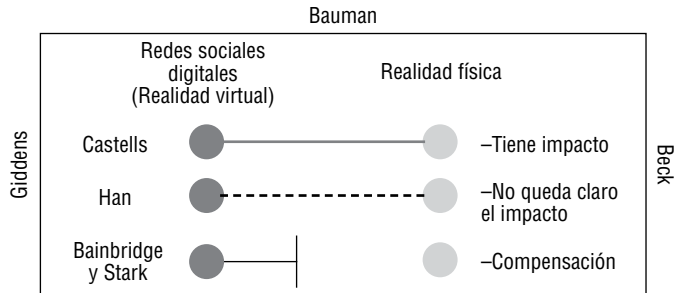 Bauman
Giddens
Redes sociales
digitales
(Realidad virtual)
Realidad física
Castells
–Tiene impacto
Han
–No queda claro
el impacto
Bainbridge
y Stark
–Compensación
Beck